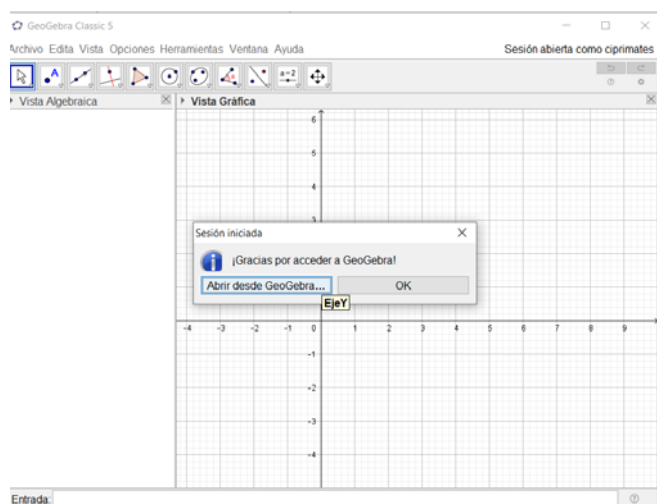 GeoGebra Classic 5
Archivo Edita Vista Opciones Herramientas Ventana Ayuda
Sesión abierta como ciprimates
A
a=2
Vista Algebraica
Vista Gráfica
6
5
4
3
Sesión iniciada
¡Gracias por acceder a GeoGebra!
Abrir desde GeoGebra...
OK
EjeY
-4 -3 -2 -1 0 1 2 3 4 5 6 7 8 9
-1
-2
-3
-4
Entrada: